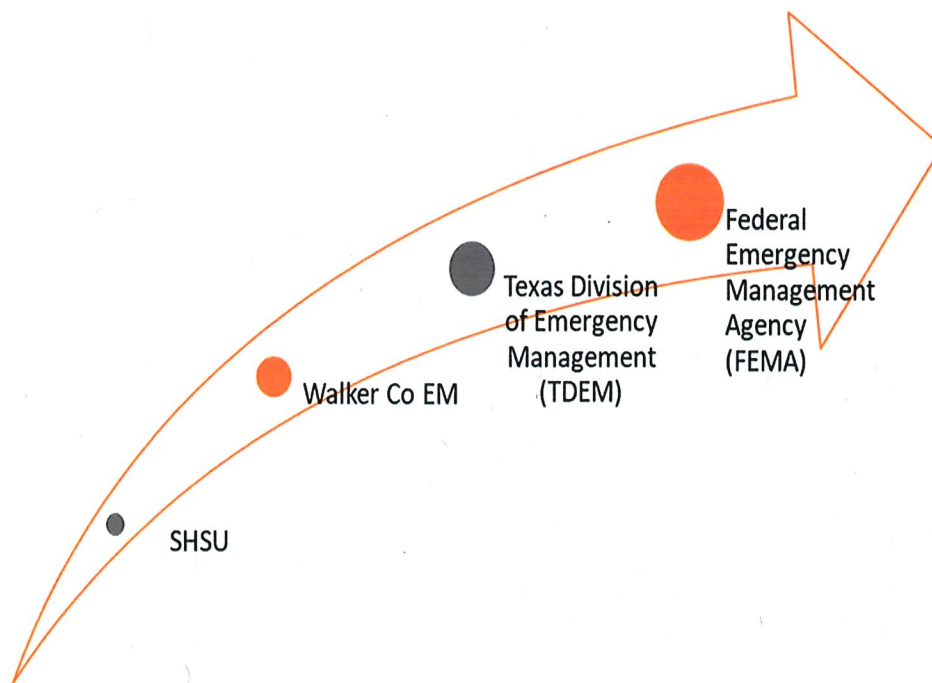 SHSU
Walker Co EM
Texas Division
of Emergency
Management
(TDEM)
Federal
Emergency
Management
Agency
(FEMA)